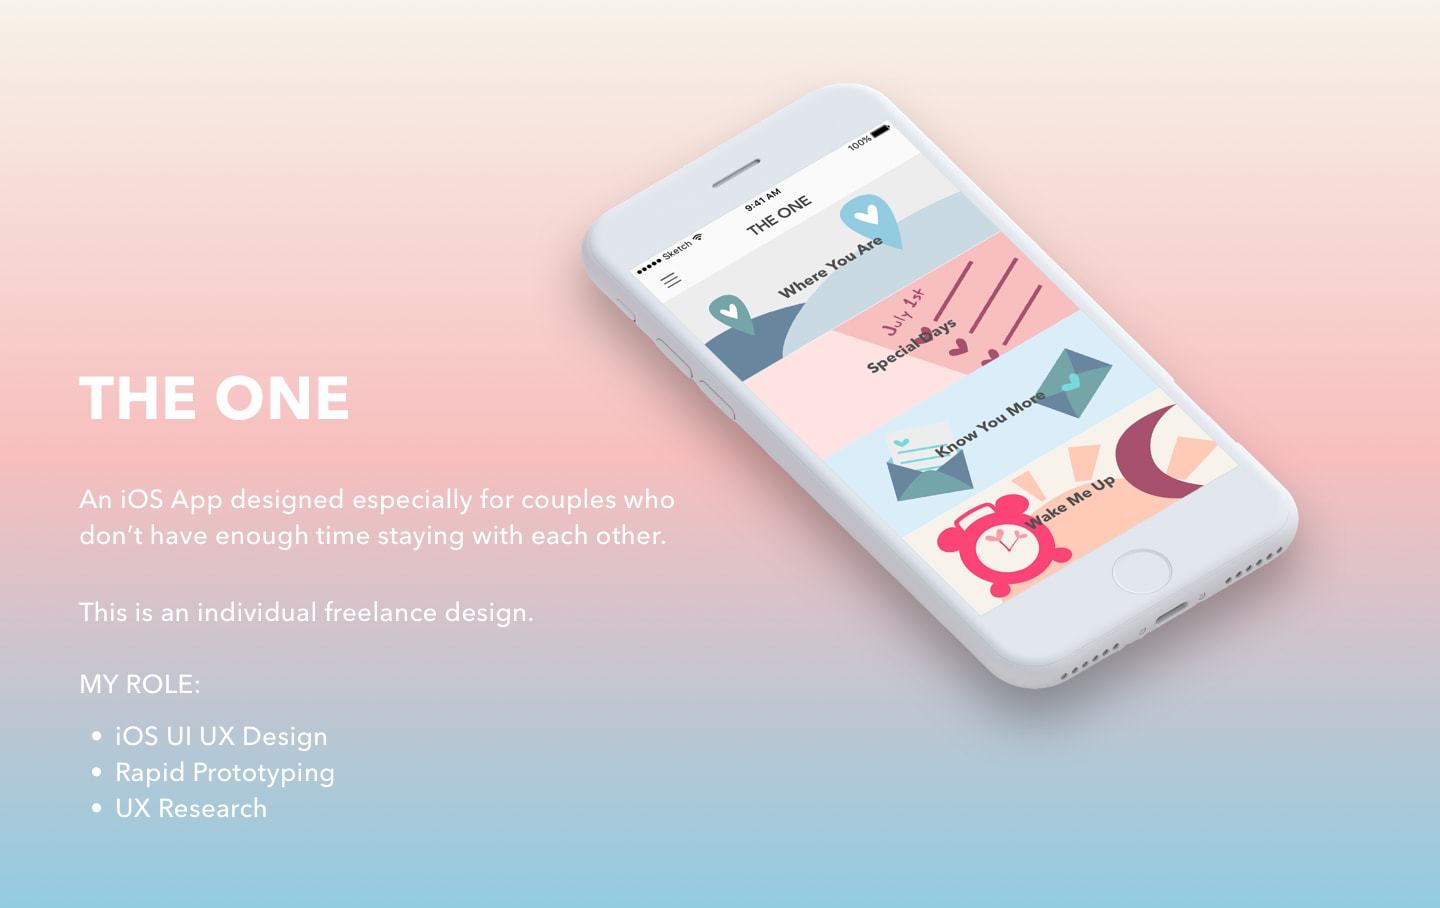 THE ONE
An iOS App designed especially for couples who
don’t have enough time staying with each other.
This is an individual freelance design.
MY ROLE:
• iOS UI UX Design
• Rapid Prototyping
• UX Research
Sketch
9:41 AM
100%
THE ONE
Where You Are
July 1st
Special Days
Know You More
Wake Me Up